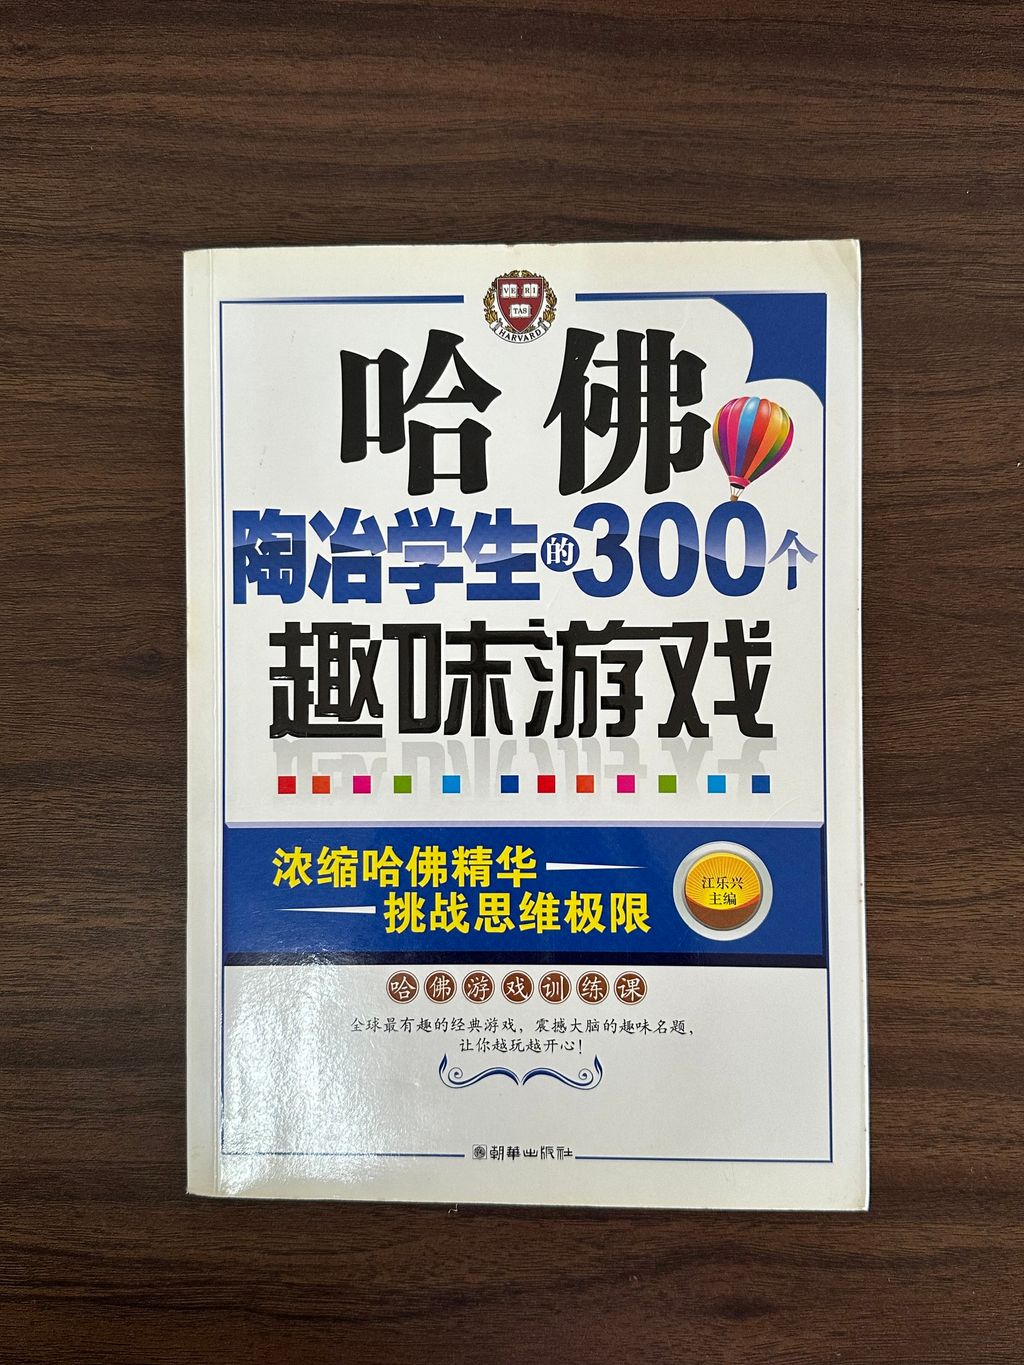 VE RI
TAS
HARVARD
哈佛
陶冶学生的300个
趣味游戏
浓缩哈佛精华
挑战思维极限
江乐兴
主编
哈佛游戏训练课
全球最有趣的经典游戏，震撼大脑的趣味名题，
让你越玩越开心！
朝華出版社